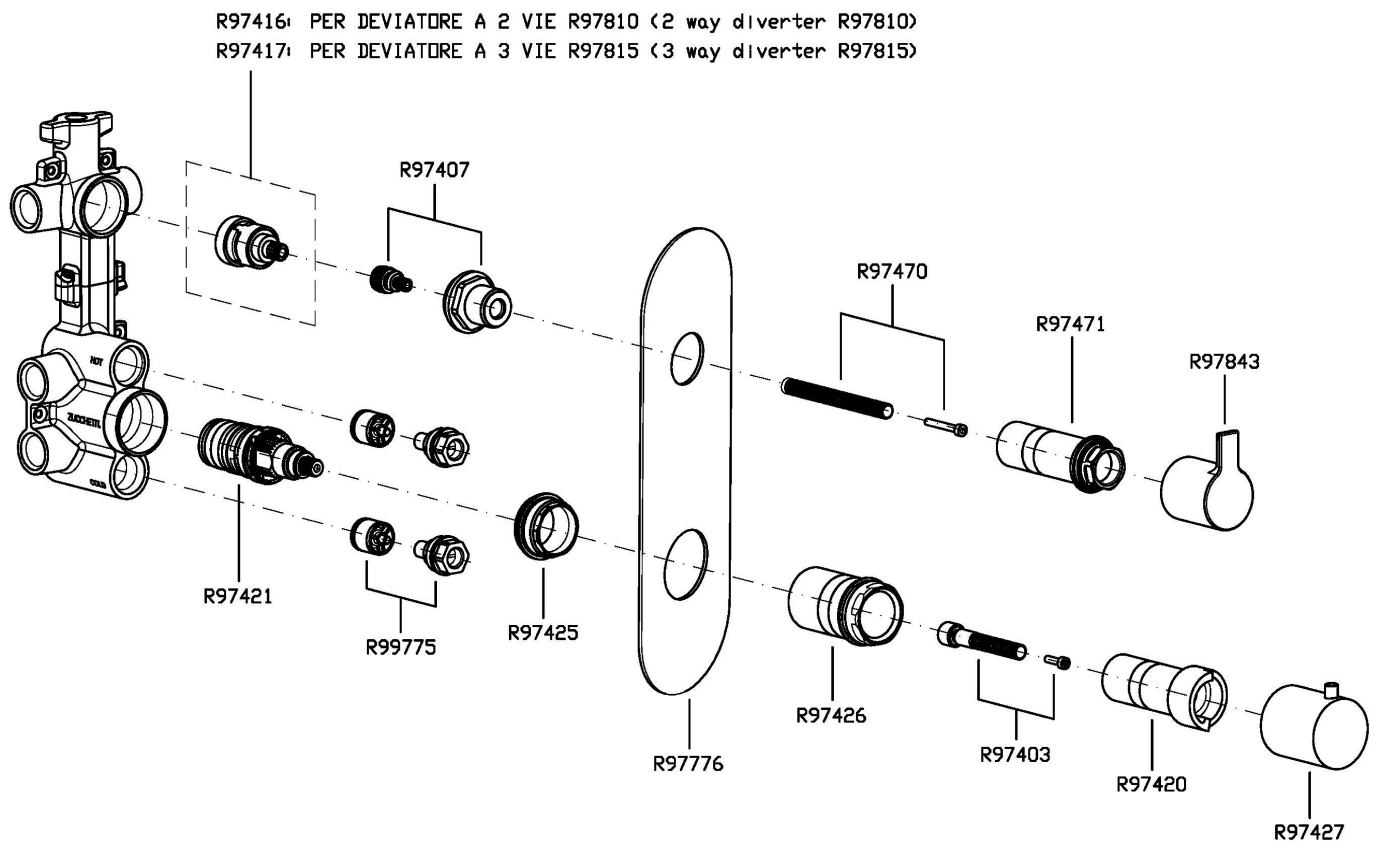 R97416: PER DEVIATORE A 2 VIE R97810 (2 way diverter R97810)
R97417: PER DEVIATORE A 3 VIE R97815 (3 way diverter R97815)
R97407
R97470
R97471
R97843
HOT
ZUCCHETTI.
COLD
R97421
R99775
R97425
R97776
R97426
R97403
R97420
R97427